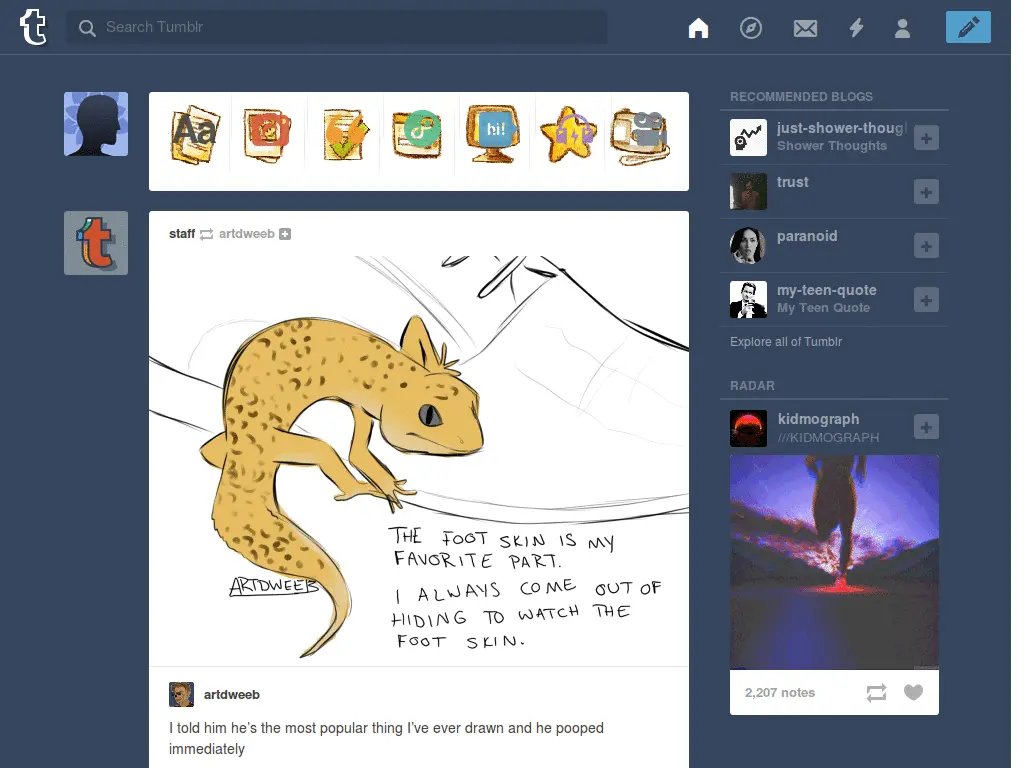 Search Tumblr
Aa
hi!
staff artdweeb
THE FOOT SKIN IS MY
FAVORITE PART.
I ALWAYS COME OUT OF
HIDING TO WATCH THE
FOOT SKIN.
ARTDWEEB
artdweeb
I told him he's the most popular thing I've ever drawn and he pooped
immediately
RECOMMENDED BLOGS
just-shower-thoug
Shower Thoughts
trust
paranoid
my-teen-quote
My Teen Quote
Explore all of Tumblr
RADAR
kidmograph
///KIDMOGRAPH
2,207 notes